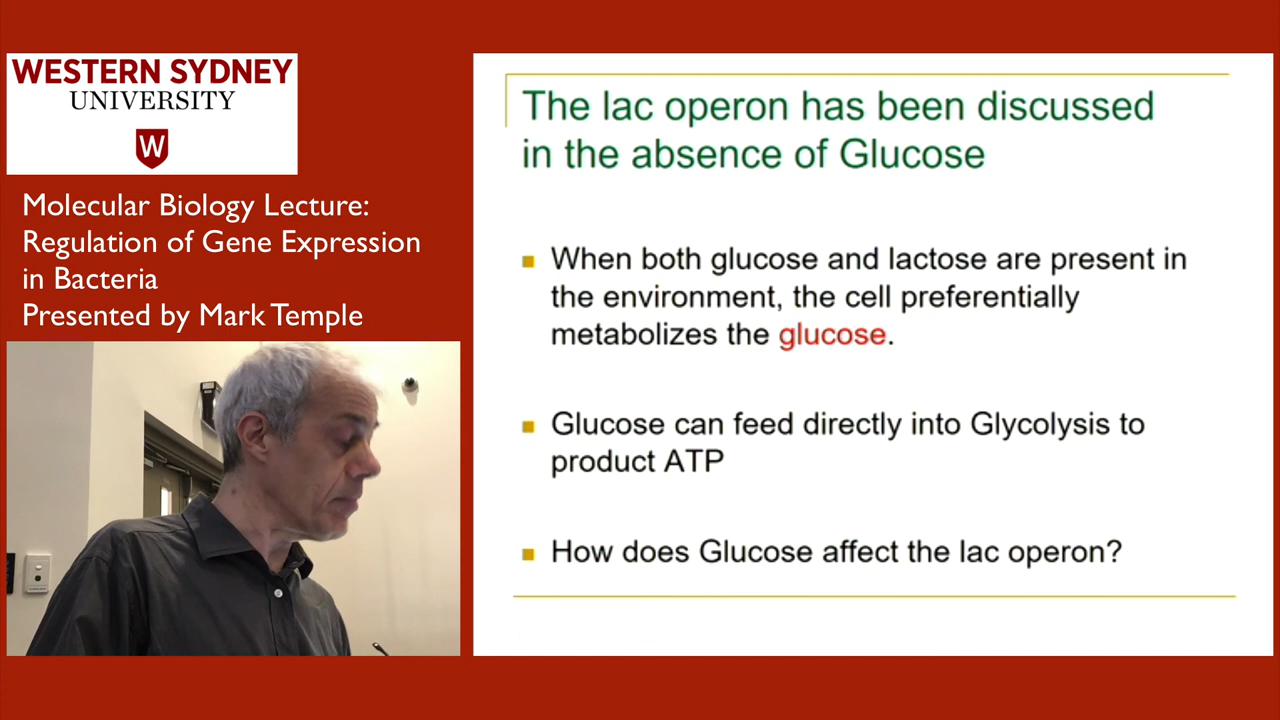 WESTERN SYDNEY
UNIVERSITY
W
Molecular Biology Lecture:
Regulation of Gene Expression
in Bacteria
Presented by Mark Temple
The lac operon has been discussed
in the absence of Glucose
When both glucose and lactose are present in
the environment, the cell preferentially
metabolizes the glucose.
Glucose can feed directly into Glycolysis to
product ATP
How does Glucose affect the lac operon?